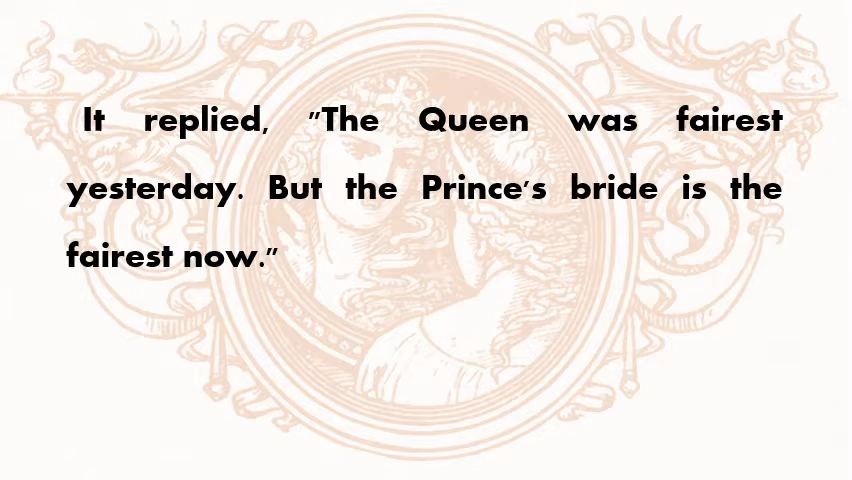 It replied, "The Queen was fairest
yesterday. But the Prince's bride is the
fairest now."